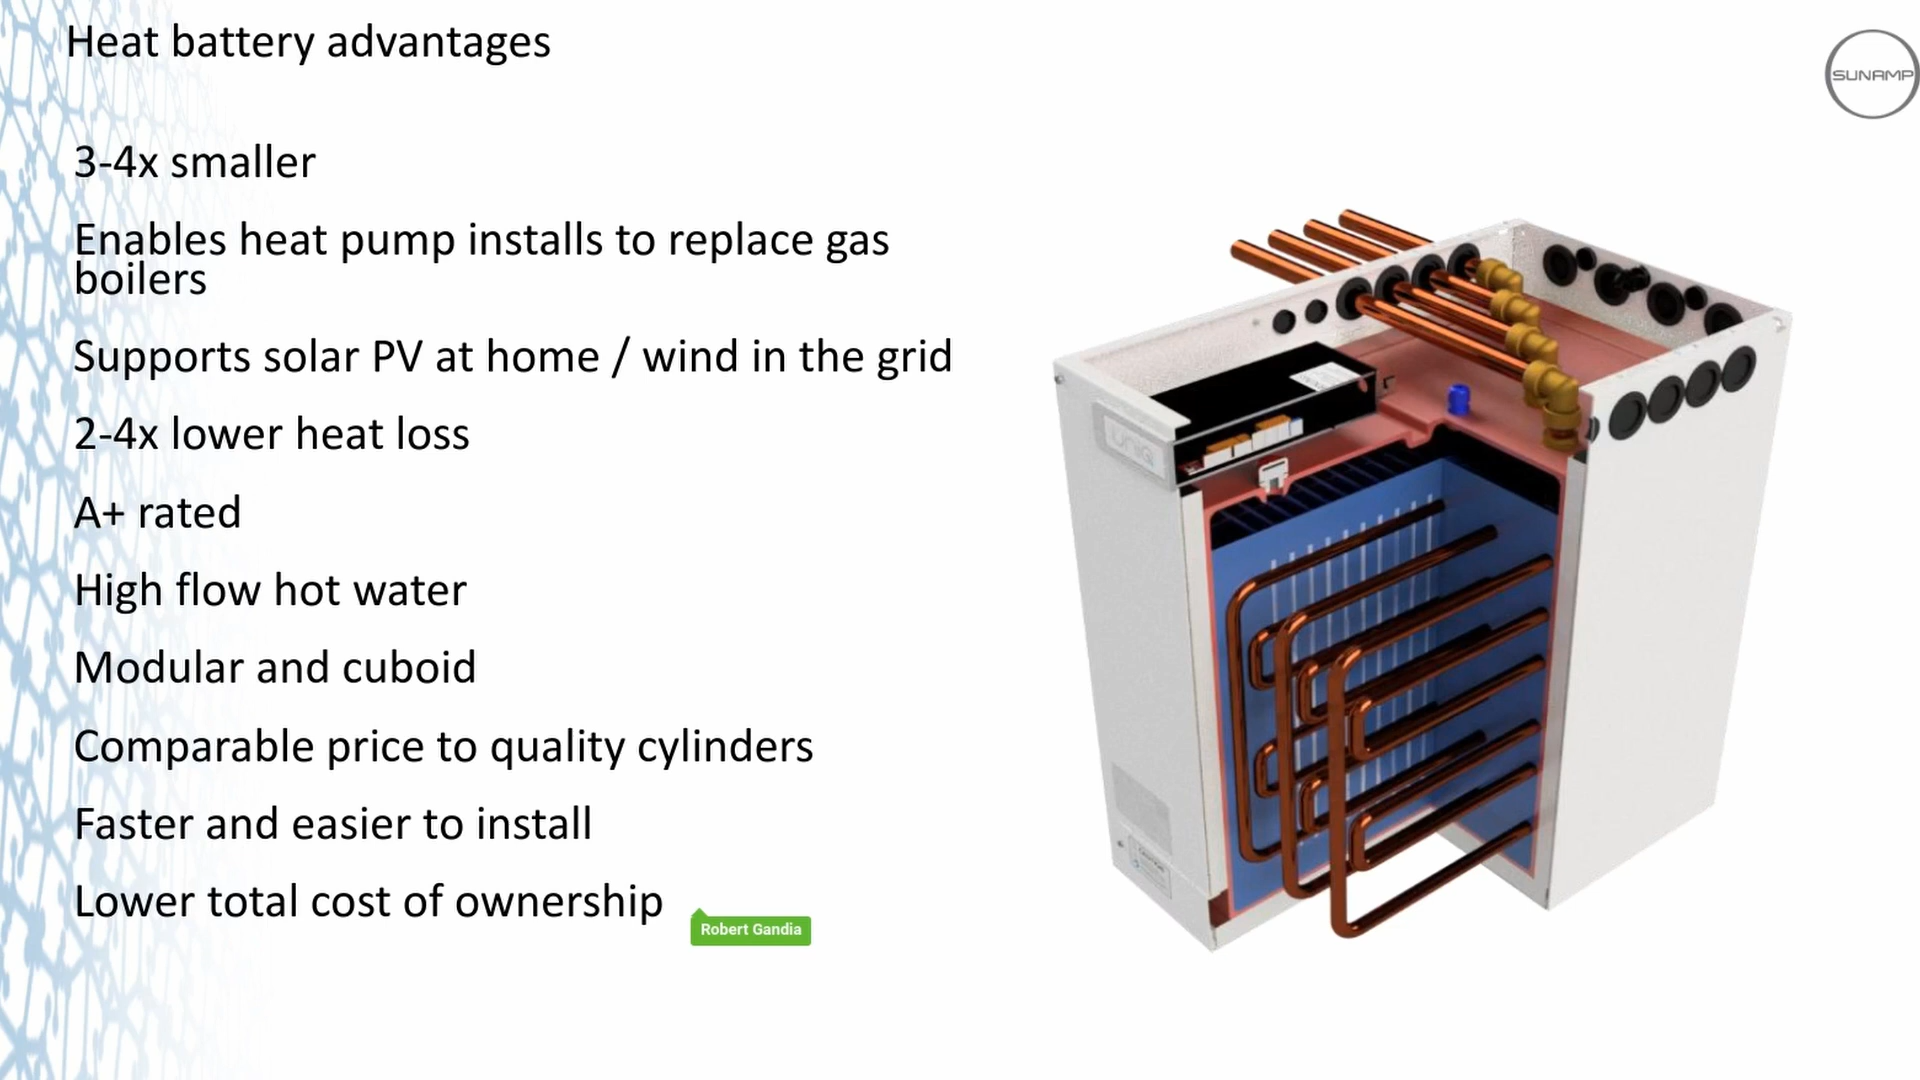 Heat battery advantages
SUNAMP
3-4x smaller
Enables heat pump installs to replace gas
boilers
Supports solar PV at home / wind in the grid
2-4x lower heat loss
A+ rated
High flow hot water
Modular and cuboid
Comparable price to quality cylinders
Faster and easier to install
Lower total cost of ownership
Robert Gandia